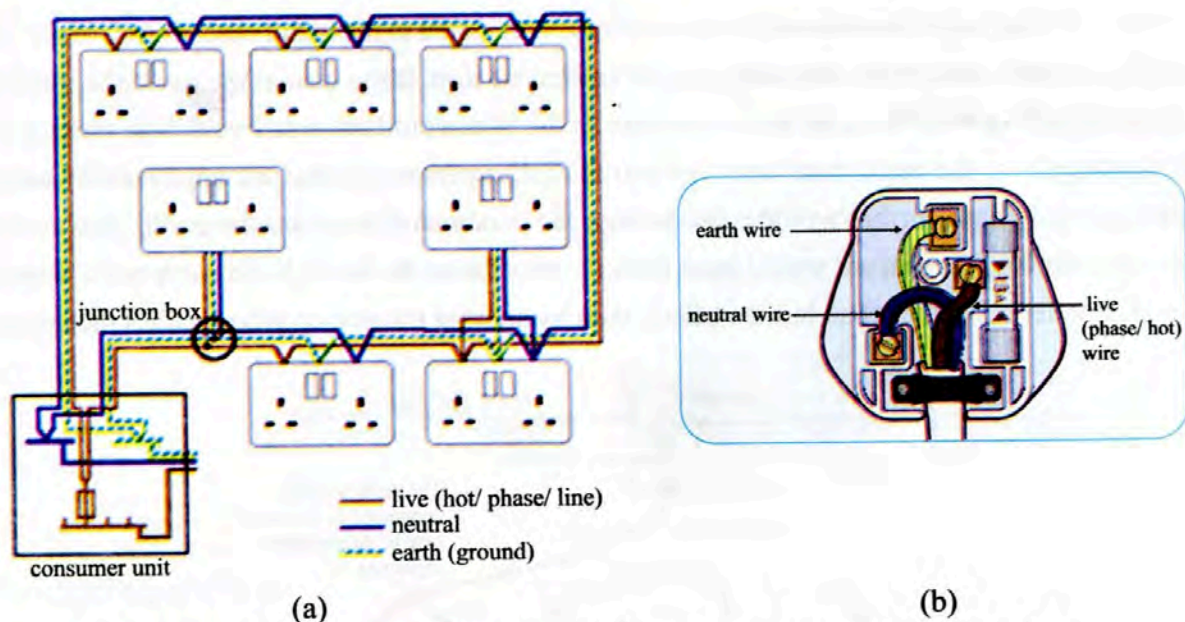 junction box
consumer unit
live (hot/ phase/ line)
neutral
earth (ground)
(a)
earth wire
neutral wire
live
(phase/ hot)
wire
(b)